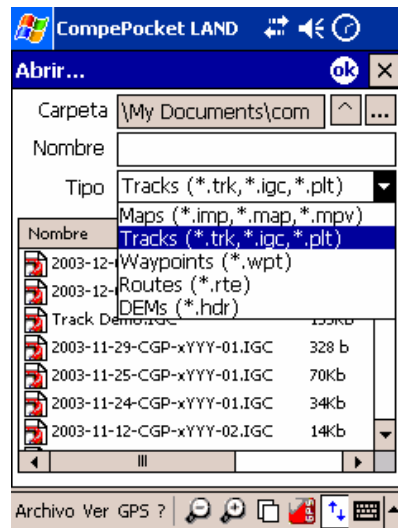 CompePocket LAND
Abrir... ok
Carpeta \My Documents\com ^ ...
Nombre
Tipo Tracks (*.trk,*.igc,*.plt)
Maps (*.imp,*.map,*.mpv)
Tracks (*.trk,*.igc,*.plt)
Waypoints (*.wpt)
Routes (*.rte)
DEMs (*.hdr)
Nombre
2003-12-
2003-12-
Track Demo.IGC 133Kb
2003-11-29-CGP-xYYY-01.IGC 328 b
2003-11-25-CGP-xYYY-01.IGC 70Kb
2003-11-24-CGP-xYYY-01.IGC 34Kb
2003-11-12-CGP-xYYY-02.IGC 14Kb
Archivo Ver GPS ? GPS